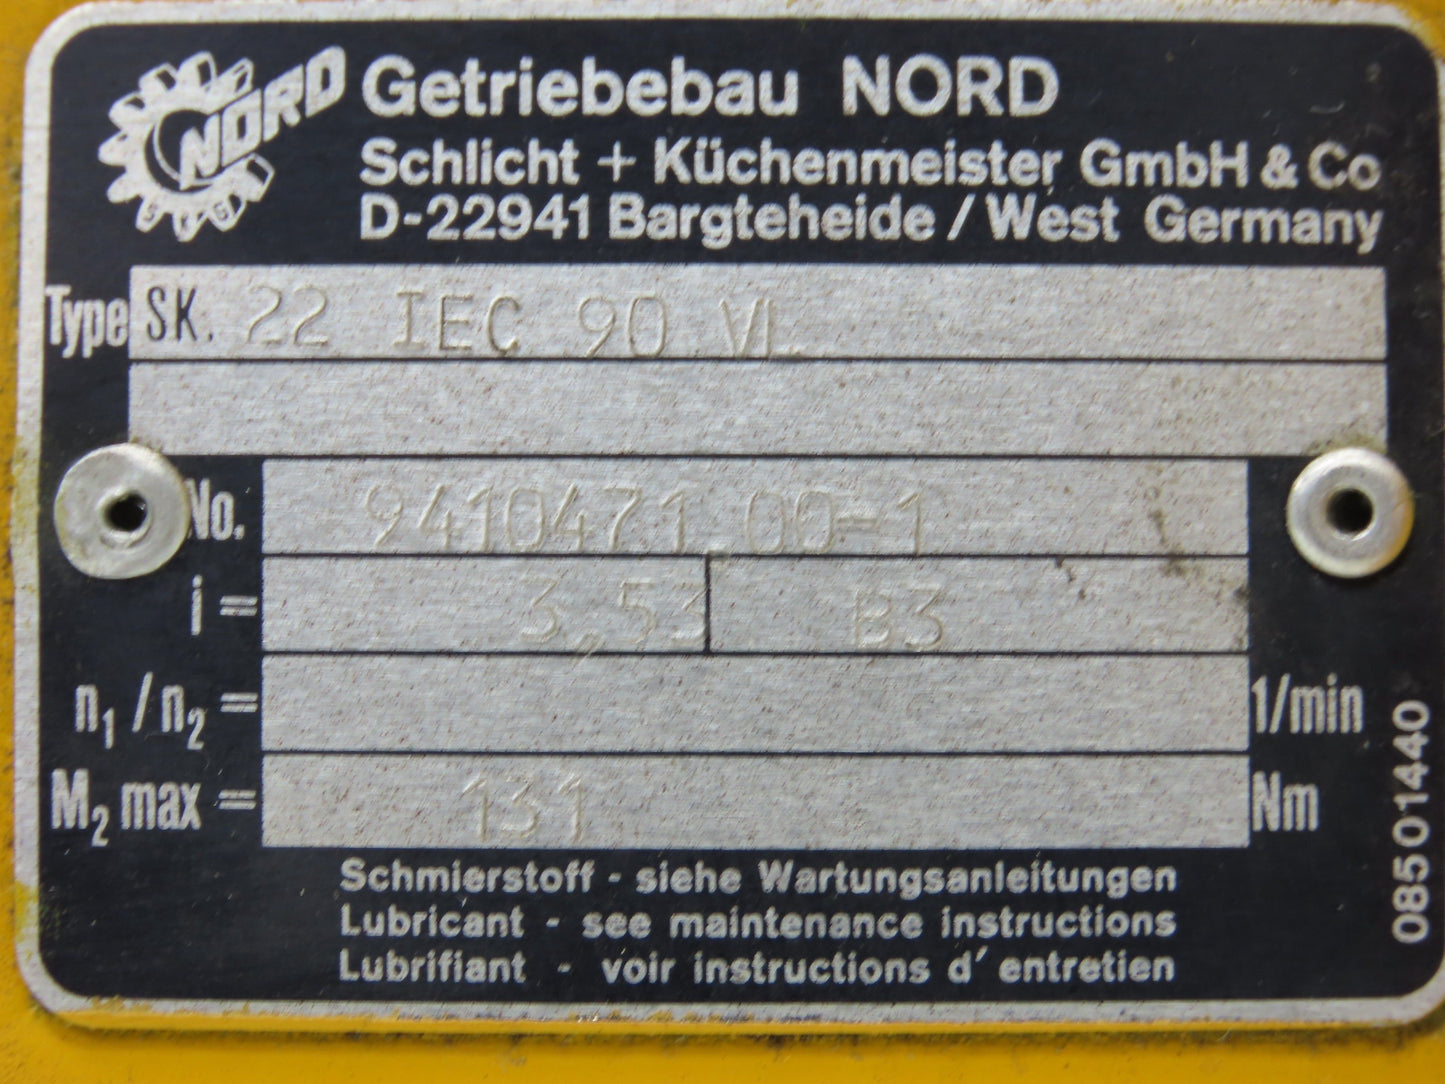 NORD
SKG
Getriebebau NORD
Schlicht + Küchenmeister GmbH & Co
D-22941 Bargteheide / West Germany
Type SK. 22 IEC 90 VL
No. 9410471.00-1
i = 3,53 B3
n₁ / n₂ = 1/min
M₂ max = 131 Nm
Schmierstoff - siehe Wartungsanleitungen
Lubricant - see maintenance instructions
Lubrifiant - voir instructions d' entretien
08501440